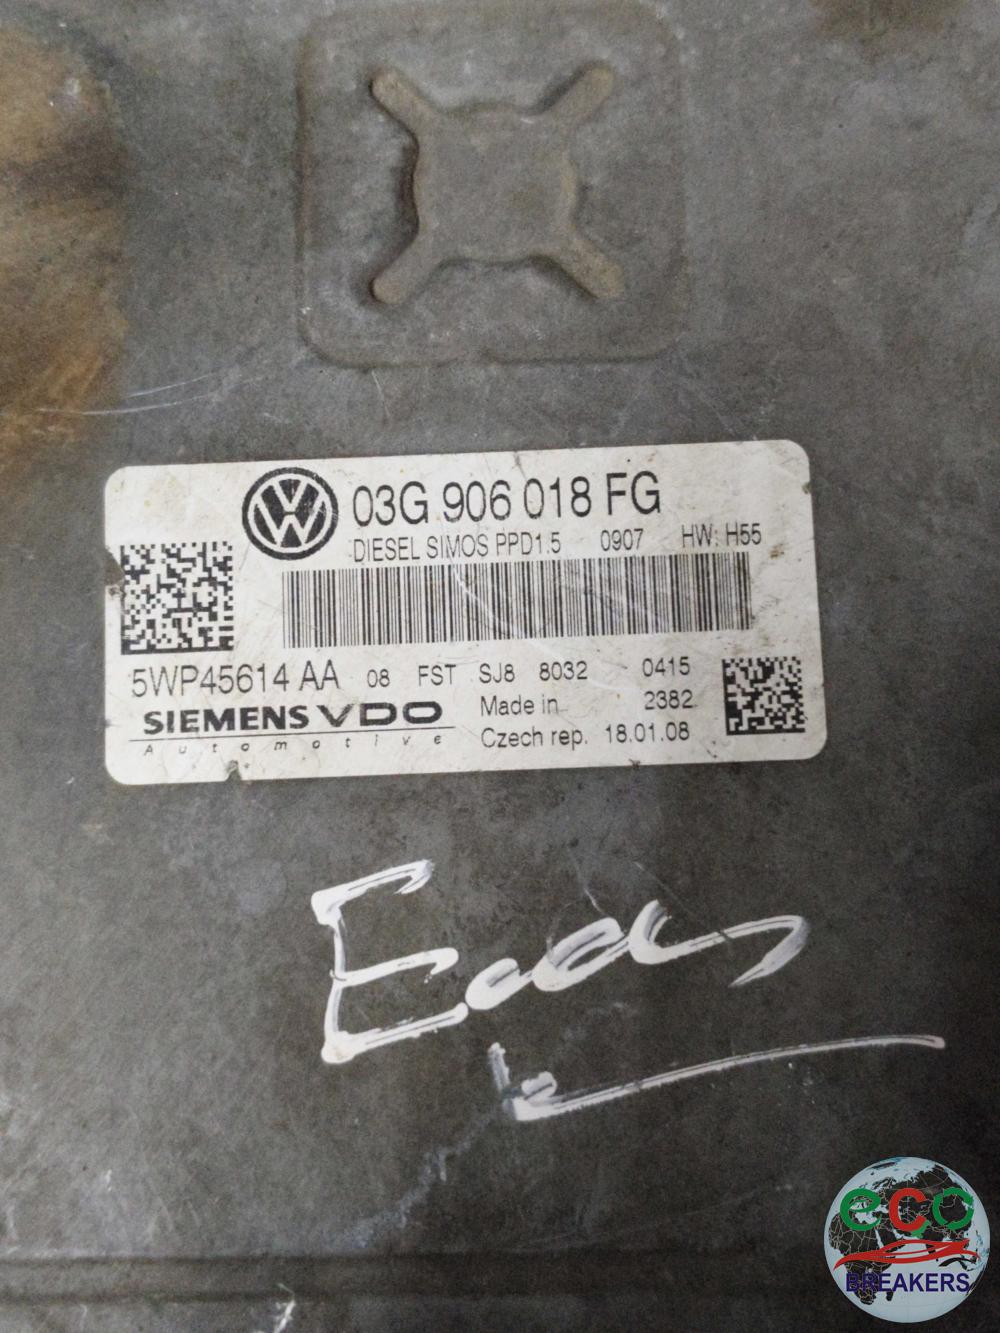 03G 906 018 FG
DIESEL SIMOS PPD1.5 0907 HW: H55
5WP45614 AA 08 FST SJ8 8032 0415
SIEMENS VDO Made in 2382
Automotive Czech rep. 18.01.08
eco
BREAKERS